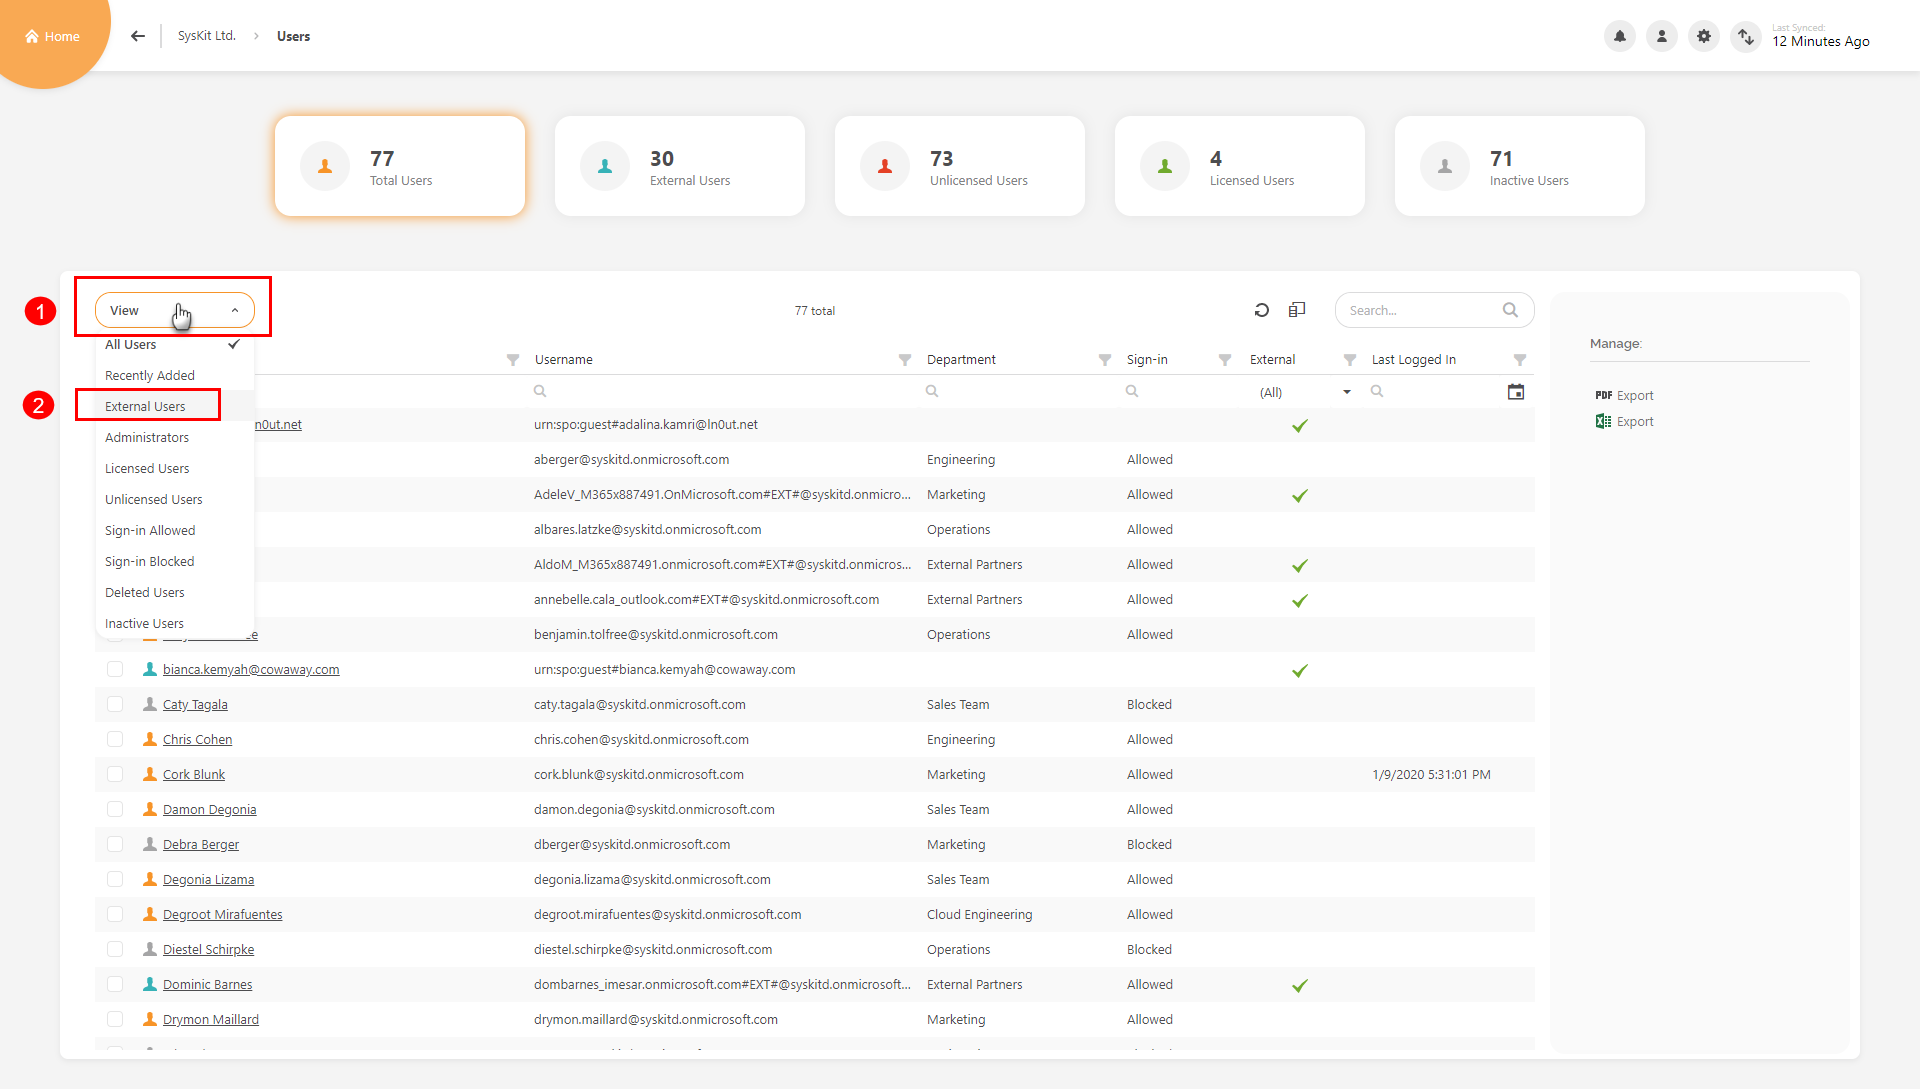 Home
SysKit Ltd. > Users
Last Synced:
12 Minutes Ago
77
Total Users
30
External Users
73
Unlicensed Users
4
Licensed Users
71
Inactive Users
1
View
77 total
Search...
All Users
Recently Added
2
External Users
Administrators
Licensed Users
Unlicensed Users
Sign-in Allowed
Sign-in Blocked
Deleted Users
Inactive Users
Username Department Sign-in External Last Logged In
(All)
n0ut.net urn:spo:guest#adalina.kamri@ln0ut.net
aberger@syskitd.onmicrosoft.com Engineering Allowed
AdeleV_M365x887491.OnMicrosoft.com#EXT#@syskitd.onmicro... Marketing Allowed
albares.latzke@syskitd.onmicrosoft.com Operations Allowed
AldoM_M365x887491.onmicrosoft.com#EXT#@syskitd.onmicros... External Partners Allowed
annebelle.cala_outlook.com#EXT#@syskitd.onmicrosoft.com External Partners Allowed
benjamin.tolfree@syskitd.onmicrosoft.com Operations Allowed
bianca.kemyah@cowaway.com urn:spo:guest#bianca.kemyah@cowaway.com
Caty Tagala caty.tagala@syskitd.onmicrosoft.com Sales Team Blocked
Chris Cohen chris.cohen@syskitd.onmicrosoft.com Engineering Allowed
Cork Blunk cork.blunk@syskitd.onmicrosoft.com Marketing Allowed 1/9/2020 5:31:01 PM
Damon Degonia damon.degonia@syskitd.onmicrosoft.com Sales Team Allowed
Debra Berger dberger@syskitd.onmicrosoft.com Marketing Blocked
Degonia Lizama degonia.lizama@syskitd.onmicrosoft.com Sales Team Allowed
Degroot Mirafuentes degroot.mirafuentes@syskitd.onmicrosoft.com Cloud Engineering Allowed
Diestel Schirpke diestel.schirpke@syskitd.onmicrosoft.com Operations Blocked
Dominic Barnes dombarnes_imesar.onmicrosoft.com#EXT#@syskitd.onmicrosoft... External Partners Allowed
Drymon Maillard drymon.maillard@syskitd.onmicrosoft.com Marketing Allowed
Manage:
PDF Export
Export